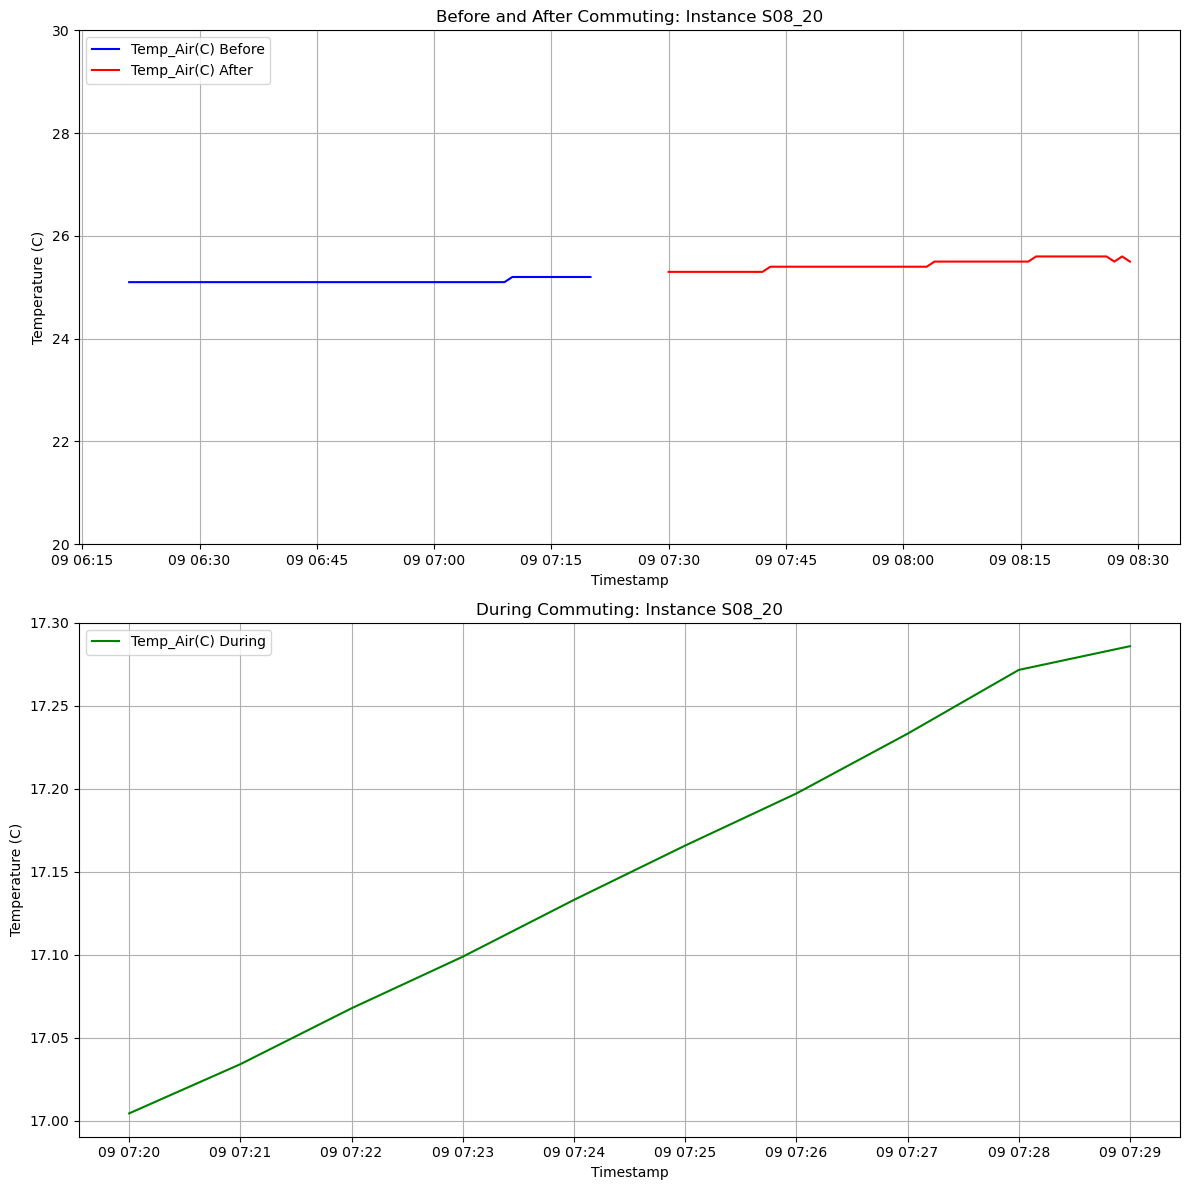 Before and After Commuting: Instance S08_20
Temp_Air(C) Before
Temp_Air(C) After
Temperature (C)
30
28
26
24
22
20
09 06:15 09 06:30 09 06:45 09 07:00 09 07:15 09 07:30 09 07:45 09 08:00 09 08:15 09 08:30
Timestamp
During Commuting: Instance S08_20
Temp_Air(C) During
Temperature (C)
17.30
17.25
17.20
17.15
17.10
17.05
17.00
09 07:20 09 07:21 09 07:22 09 07:23 09 07:24 09 07:25 09 07:26 09 07:27 09 07:28 09 07:29
Timestamp